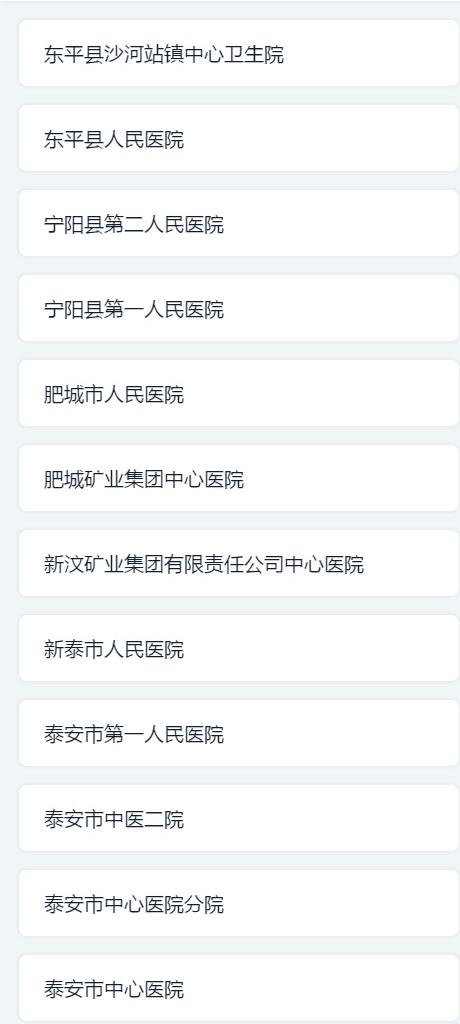 东平县沙河站镇中心卫生院
东平县人民医院
宁阳县第二人民医院
宁阳县第一人民医院
肥城市人民医院
肥城矿业集团中心医院
新汶矿业集团有限责任公司中心医院
新泰市人民医院
泰安市第一人民医院
泰安市中医二院
泰安市中心医院分院
泰安市中心医院